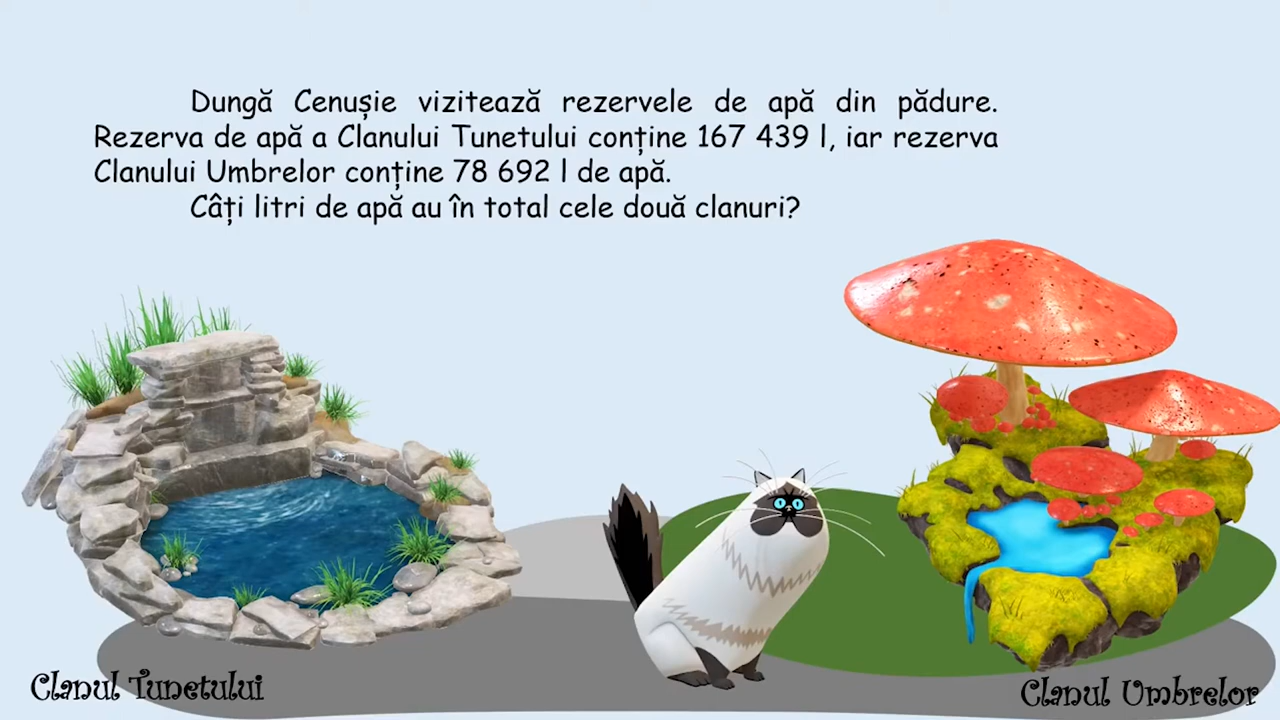 Dungă Cenușie vizitează rezervele de apă din pădure.
Rezerva de apă a Clanului Tunetului conține 167 439 l, iar rezerva
Clanului Umbrelor conține 78 692 l de apă.
Câți litri de apă au în total cele două clanuri?
Clanul Tunetului
Clanul Umbrelor